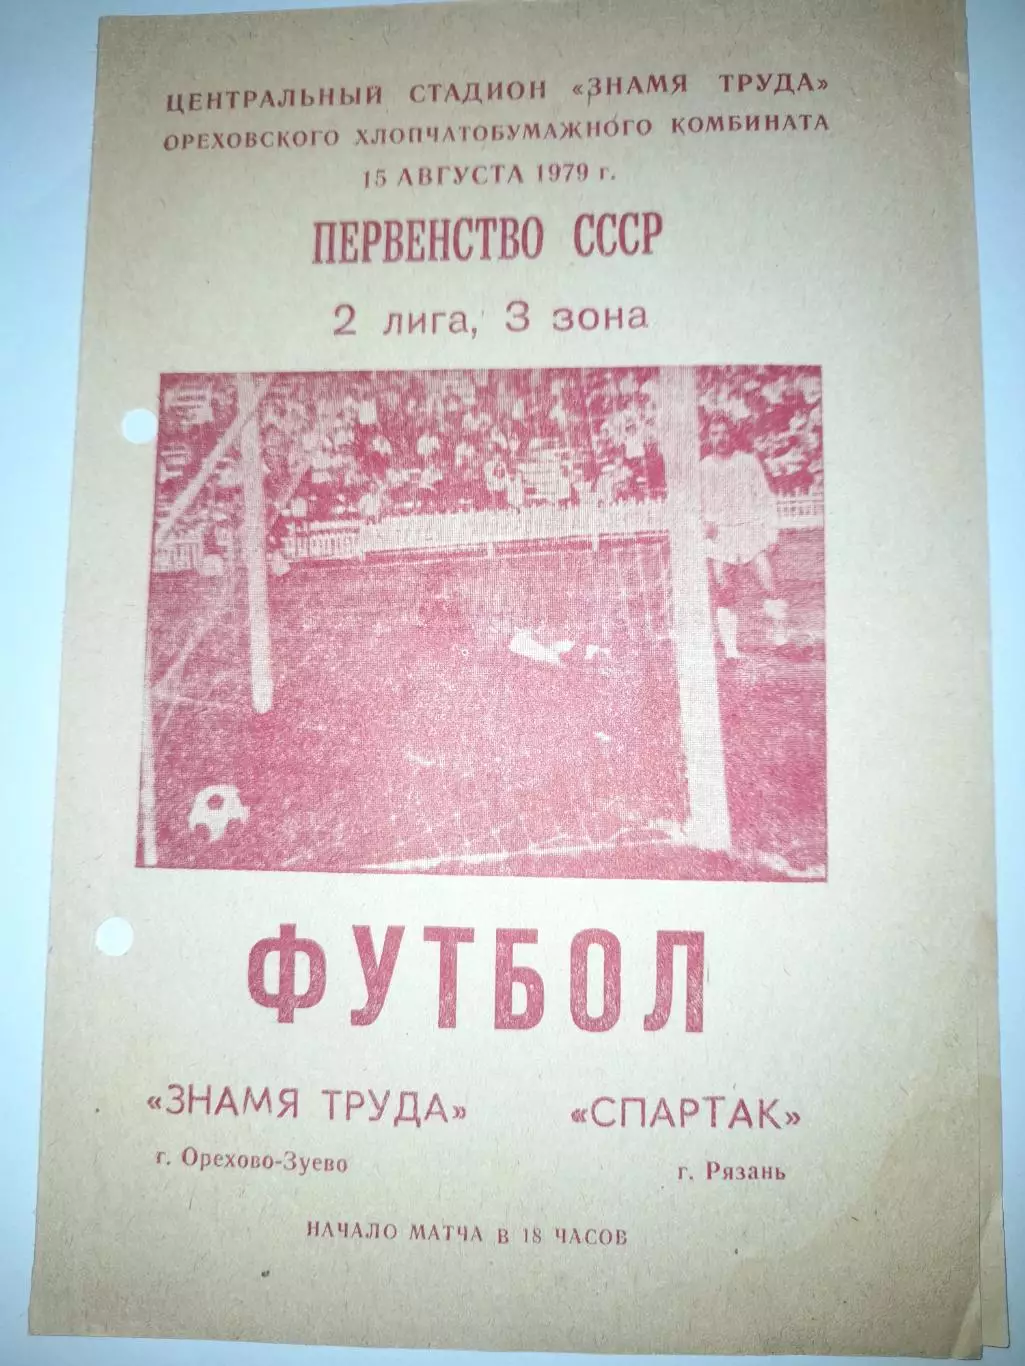 ЦЕНТРАЛЬНЫЙ СТАДИОН «ЗНАМЯ ТРУДА»
ОРЕХОВСКОГО ХЛОПЧАТОБУМАЖНОГО КОМБИНАТА
15 АВГУСТА 1979 г.
ПЕРВЕНСТВО СССР
2 лига, 3 зона
ФУТБОЛ
«ЗНАМЯ ТРУДА» «СПАРТАК»
г. Орехово-Зуево г. Рязань
НАЧАЛО МАТЧА В 18 ЧАСОВ